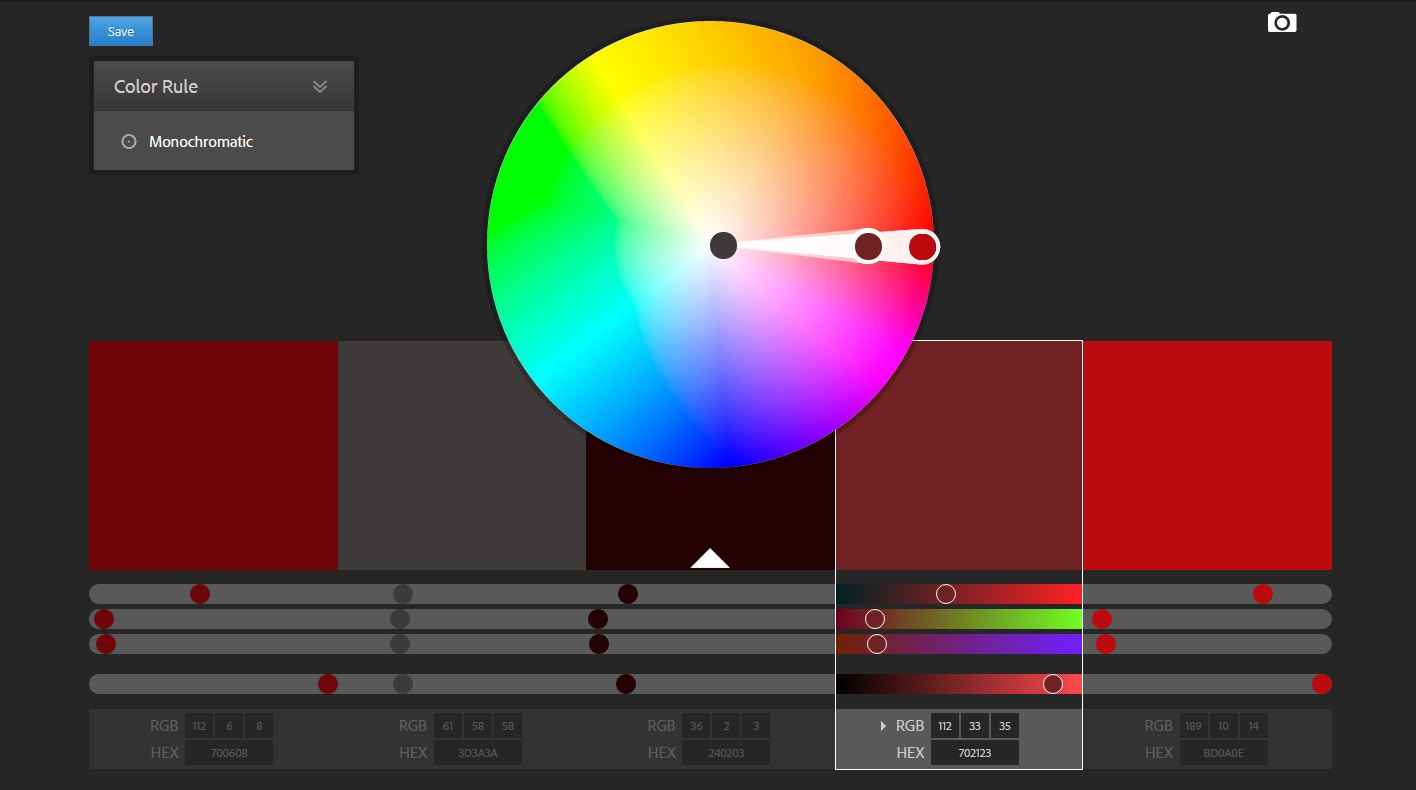 Save
Color Rule
Monochromatic
RGB 112 6 8 RGB 61 58 58 RGB 36 2 3 RGB 112 33 35 RGB 189 10 14
HEX 700608 HEX 3D3A3A HEX 240203 HEX 702123 HEX BD0A0E